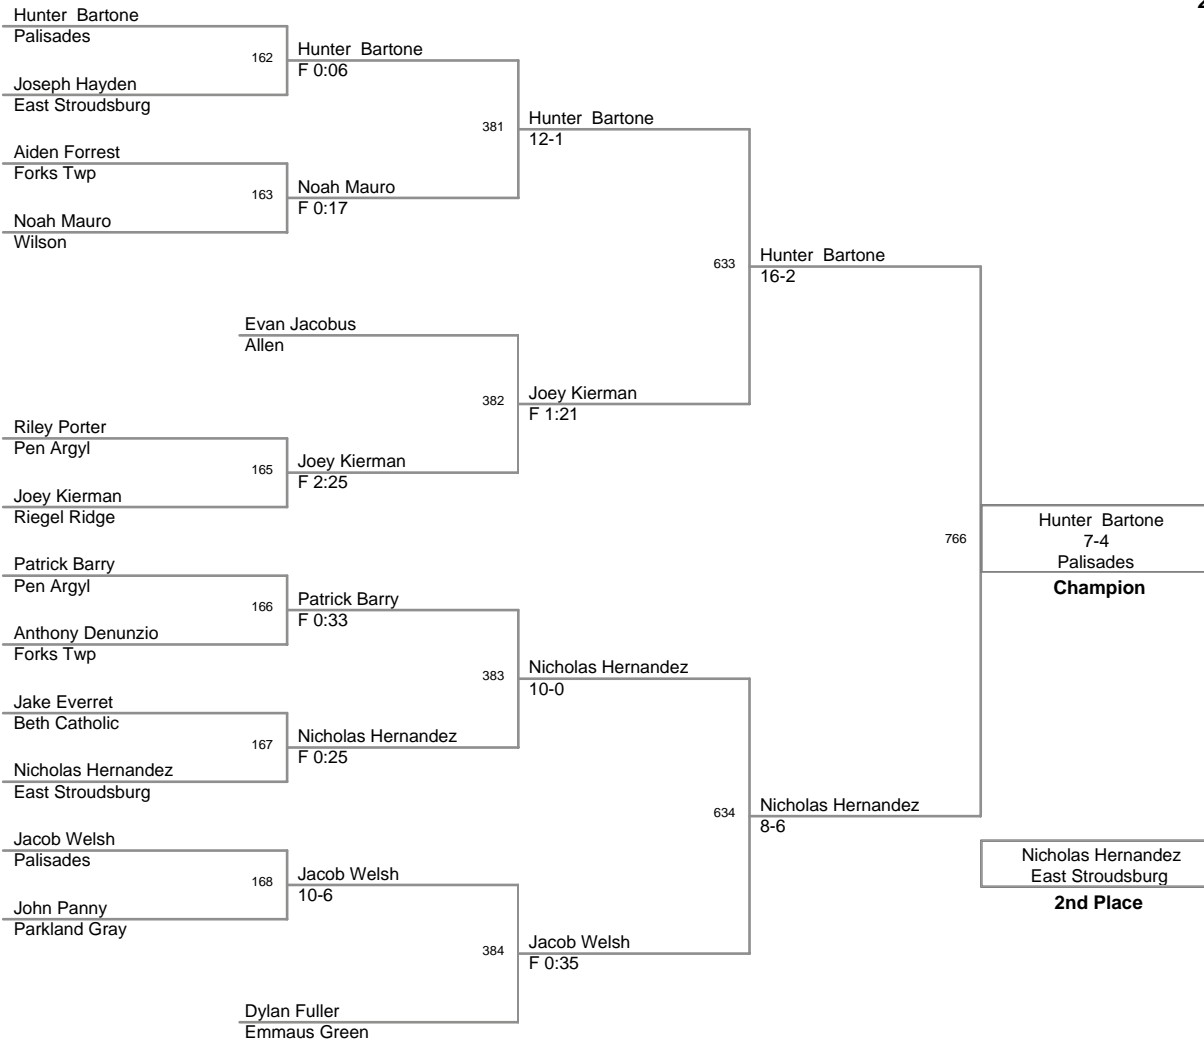 2
Hunter  Bartone
Palisades
162
Joseph Hayden
East Stroudsburg
Aiden Forrest
Forks Twp
163
Noah Mauro
Wilson
Hunter  Bartone
F 0:06
381
Noah Mauro
F 0:17
Hunter  Bartone
12-1
633
Evan Jacobus
Allen
382
Riley Porter
Pen Argyl
165
Joey Kierman
Riegel Ridge
Joey Kierman
F 2:25
Joey Kierman
F 1:21
Hunter  Bartone
16-2
766
Patrick Barry
Pen Argyl
166
Anthony Denunzio
Forks Twp
Patrick Barry
F 0:33
383
Jake Everret
Beth Catholic
167
Nicholas Hernandez
East Stroudsburg
Nicholas Hernandez
F 0:25
Nicholas Hernandez
10-0
634
Jacob Welsh
Palisades
168
John Panny
Parkland Gray
Jacob Welsh
10-6
384
Dylan Fuller
Emmaus Green
Jacob Welsh
F 0:35
Nicholas Hernandez
8-6
Hunter  Bartone
7-4
Palisades
Champion
Nicholas Hernandez
East Stroudsburg
2nd Place